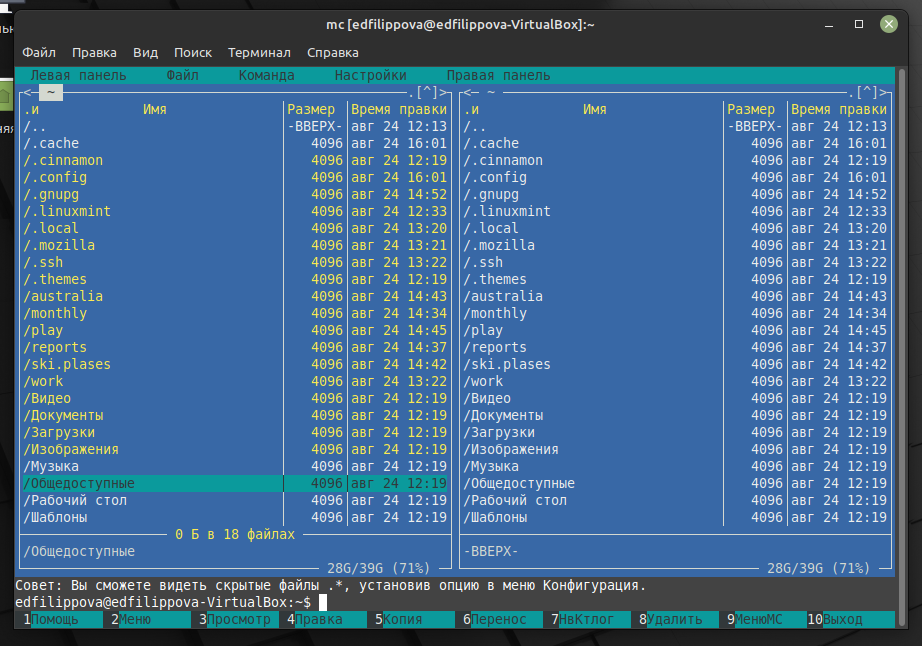 mc [edfilippova@edfilippova-VirtualBox]:~
Файл Правка Вид Поиск Терминал Справка
Левая панель Файл Команда Настройки Правая панель
<─ ~ .[^]> <─ ~ .[^]>
.и Имя Размер Время правки .и Имя Размер Время правки
/.. -ВВЕРХ- авг 24 12:13 /.. -ВВЕРХ- авг 24 12:13
/.cache 4096 авг 24 16:01 /.cache 4096 авг 24 16:01
/.cinnamon 4096 авг 24 12:19 /.cinnamon 4096 авг 24 12:19
/.config 4096 авг 24 16:01 /.config 4096 авг 24 16:01
/.gnupg 4096 авг 24 14:52 /.gnupg 4096 авг 24 14:52
/.linuxmint 4096 авг 24 12:33 /.linuxmint 4096 авг 24 12:33
/.local 4096 авг 24 13:20 /.local 4096 авг 24 13:20
/.mozilla 4096 авг 24 13:21 /.mozilla 4096 авг 24 13:21
/.ssh 4096 авг 24 13:22 /.ssh 4096 авг 24 13:22
/.themes 4096 авг 24 12:19 /.themes 4096 авг 24 12:19
/australia 4096 авг 24 14:43 /australia 4096 авг 24 14:43
/monthly 4096 авг 24 14:34 /monthly 4096 авг 24 14:34
/play 4096 авг 24 14:45 /play 4096 авг 24 14:45
/reports 4096 авг 24 14:37 /reports 4096 авг 24 14:37
/ski.plases 4096 авг 24 14:42 /ski.plases 4096 авг 24 14:42
/work 4096 авг 24 13:22 /work 4096 авг 24 13:22
/Видео 4096 авг 24 12:19 /Видео 4096 авг 24 12:19
/Документы 4096 авг 24 12:19 /Документы 4096 авг 24 12:19
/Загрузки 4096 авг 24 12:19 /Загрузки 4096 авг 24 12:19
/Изображения 4096 авг 24 12:19 /Изображения 4096 авг 24 12:19
/Музыка 4096 авг 24 12:19 /Музыка 4096 авг 24 12:19
/Общедоступные 4096 авг 24 12:19 /Общедоступные 4096 авг 24 12:19
/Рабочий стол 4096 авг 24 12:19 /Рабочий стол 4096 авг 24 12:19
/Шаблоны 4096 авг 24 12:19 /Шаблоны 4096 авг 24 12:19
0 Б в 18 файлах
/Общедоступные -ВВЕРХ-
28G/39G (71%) 28G/39G (71%)
Совет: Вы сможете видеть скрытые файлы .*, установив опцию в меню Конфигурация.
edfilippova@edfilippova-VirtualBox:~$
1Помощь 2Меню 3Просмотр 4Правка 5Копия 6Перенос 7НвКтлог 8Удалить 9МенюMC 10Выход